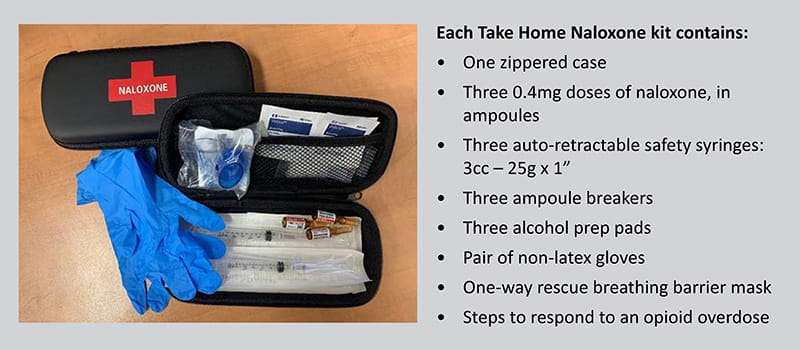 NALOXONE
Each Take Home Naloxone kit contains:
• One zippered case
• Three 0.4mg doses of naloxone, in
ampoules
• Three auto-retractable safety syringes:
3cc – 25g x 1”
• Three ampoule breakers
• Three alcohol prep pads
• Pair of non-latex gloves
• One-way rescue breathing barrier mask
• Steps to respond to an opioid overdose